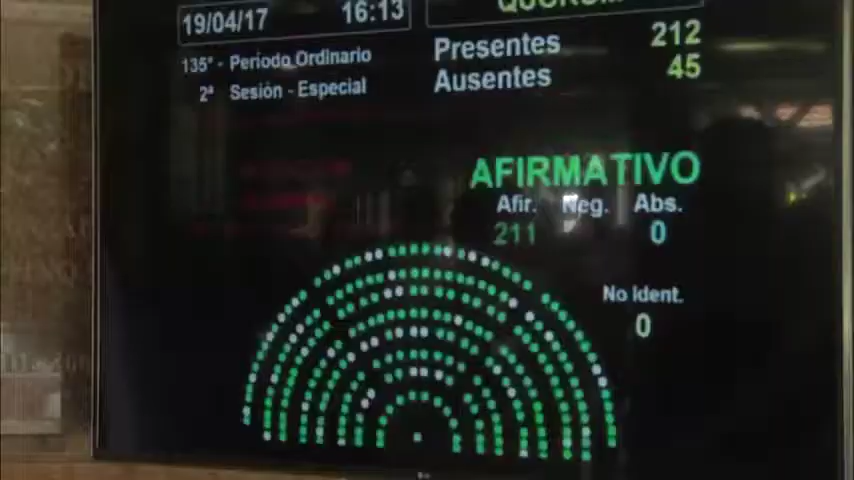 19/04/17 16:13
135° - Período Ordinario
2ª Sesión - Especial
Presentes 212
Ausentes 45
AFIRMATIVO
Afir. Neg. Abs.
211 0
No Ident.
0